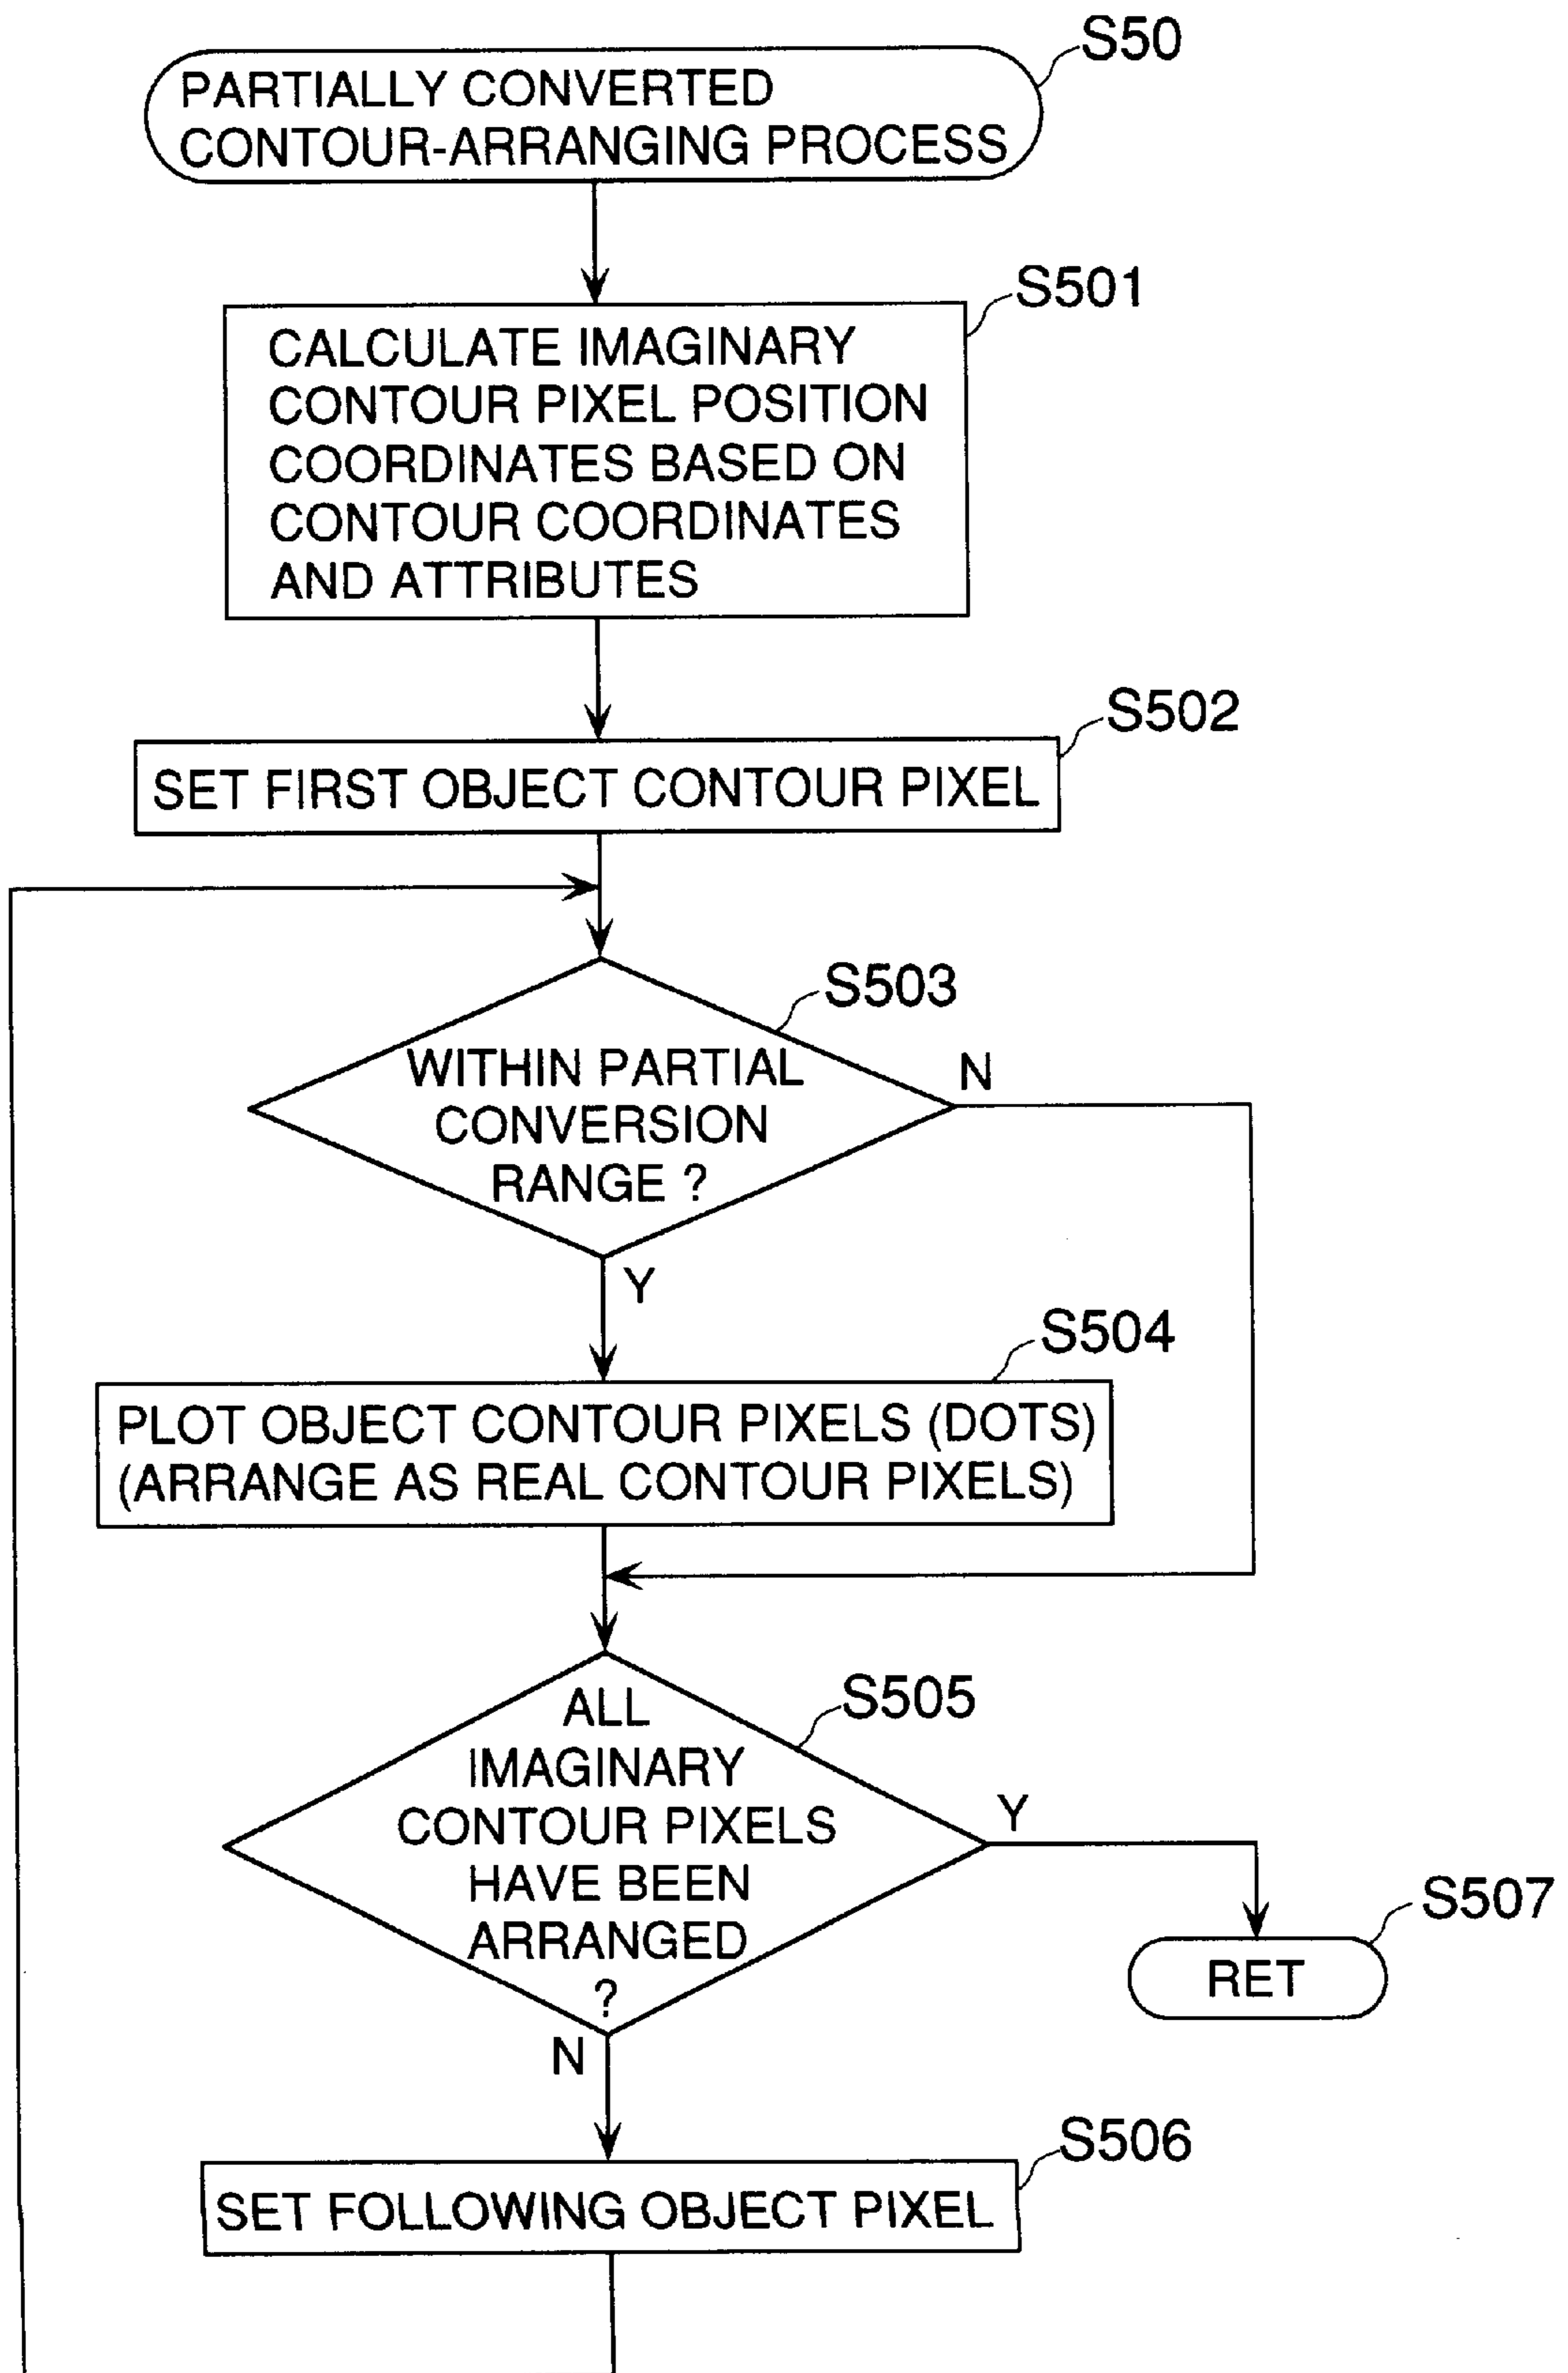 S50
PARTIALLY CONVERTED
CONTOUR-ARRANGING PROCESS
S501
CALCULATE IMAGINARY
CONTOUR PIXEL POSITION
COORDINATES BASED ON
CONTOUR COORDINATES
AND ATTRIBUTES
S502
SET FIRST OBJECT CONTOUR PIXEL
S503
WITHIN PARTIAL
CONVERSION
RANGE ?
N
Y
S504
PLOT OBJECT CONTOUR PIXELS (DOTS)
(ARRANGE AS REAL CONTOUR PIXELS)
S505
ALL
IMAGINARY
CONTOUR PIXELS
HAVE BEEN
ARRANGED
?
Y
S507
RET
N
S506
SET FOLLOWING OBJECT PIXEL